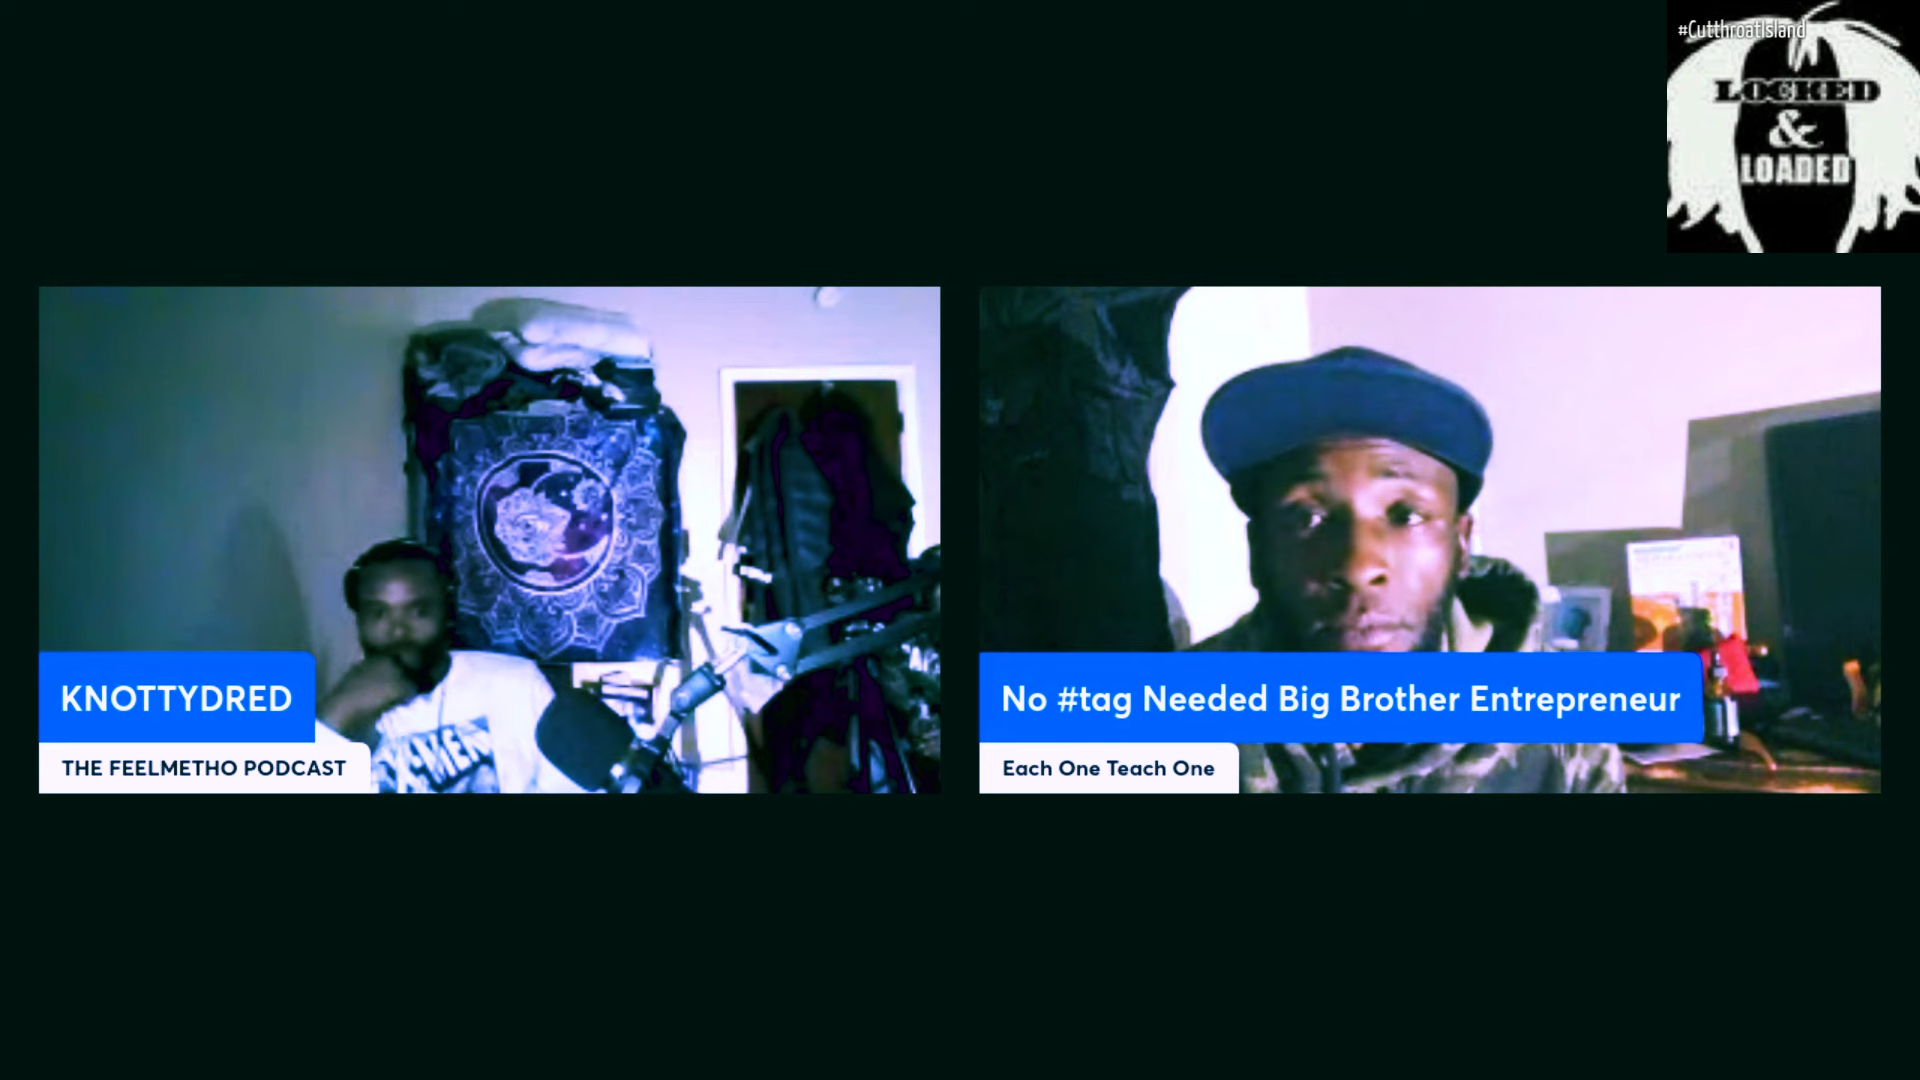 #CutthroatIsland
LOCKED
&
LOADED
KNOTTYDRED
THE FEELMETHO PODCAST
No #tag Needed Big Brother Entrepreneur
Each One Teach One